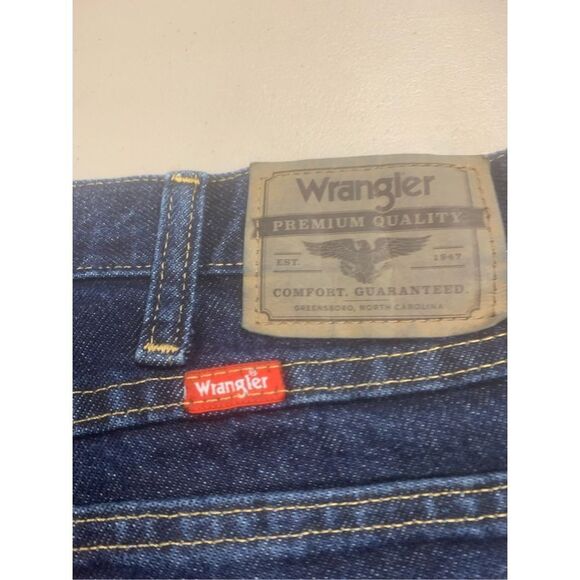 Wrangler
PREMIUM QUALITY
EST. 1947
COMFORT. GUARANTEED.
GREENSBORO, NORTH CAROLINA
Wrangler